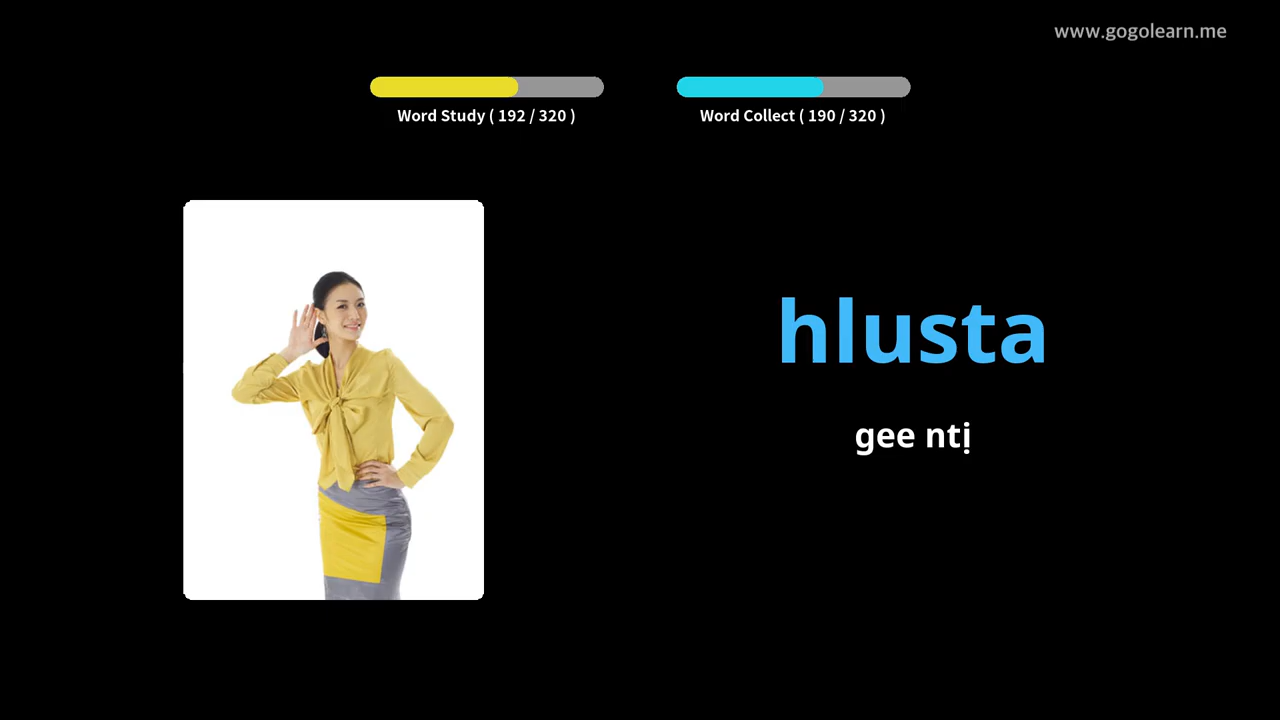 www.gogolearn.me
Word Study ( 192 / 320 )
Word Collect ( 190 / 320 )
hlusta
gee ntị